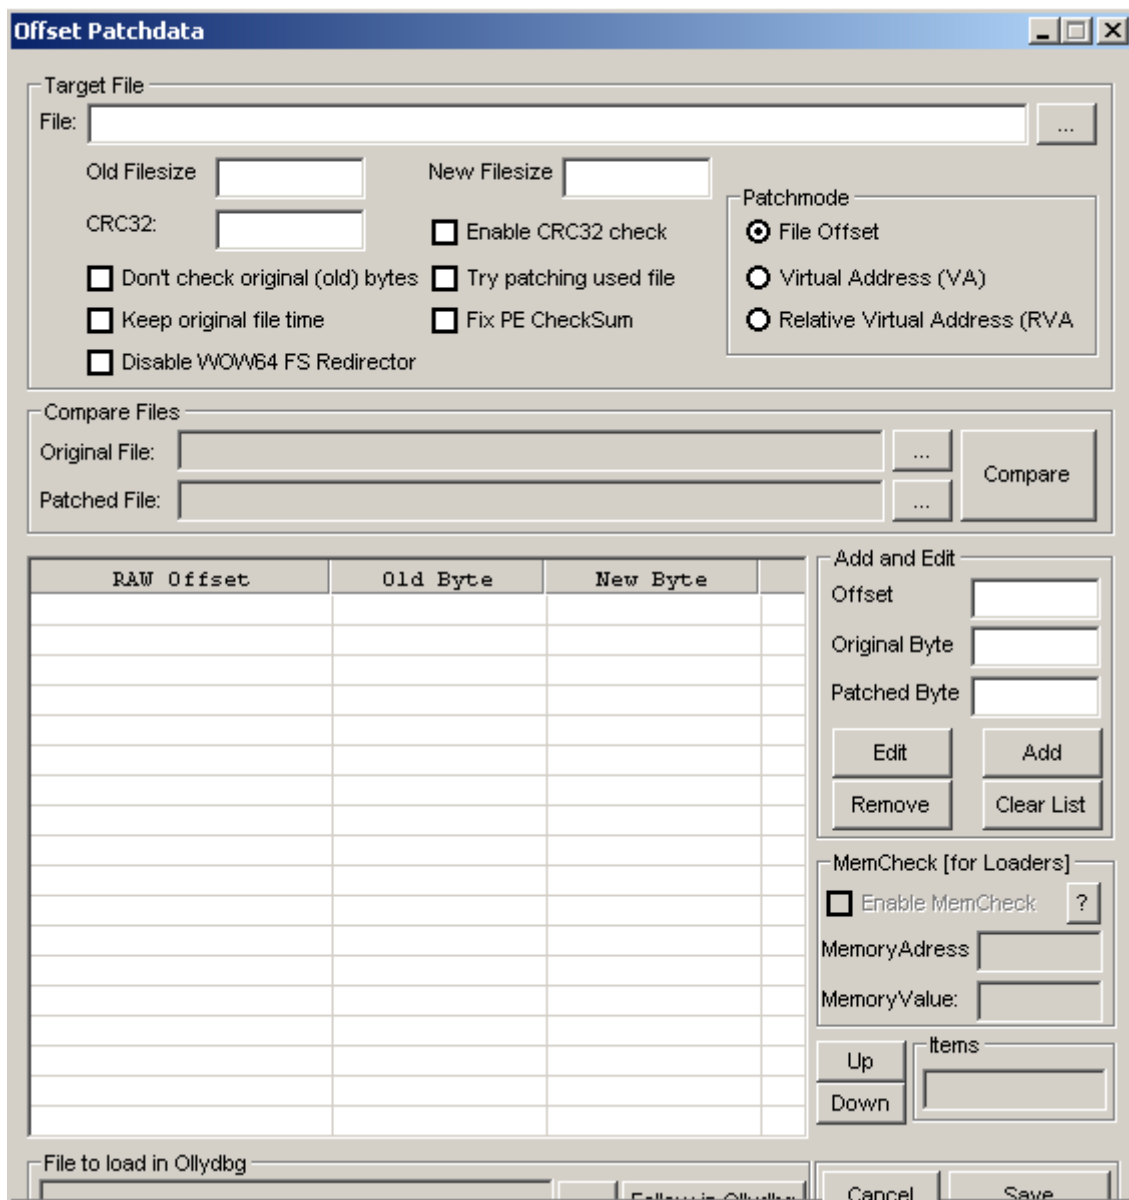 Offset Patchdata
Target File
File: ...
Old Filesize New Filesize
CRC32: Enable CRC32 check
Don't check original (old) bytes Try patching used file
Keep original file time Fix PE CheckSum
Disable WOW64 FS Redirector
Patchmode
File Offset
Virtual Address (VA)
Relative Virtual Address (RVA
Compare Files
Original File: ...
Patched File: ...
Compare
RAW Offset Old Byte New Byte
Add and Edit
Offset
Original Byte
Patched Byte
Edit Add
Remove Clear List
MemCheck [for Loaders]
Enable MemCheck ?
MemoryAdress
MemoryValue:
Up
Down
Items
File to load in Ollydbg
Follow in Ollydbg
Cancel Save